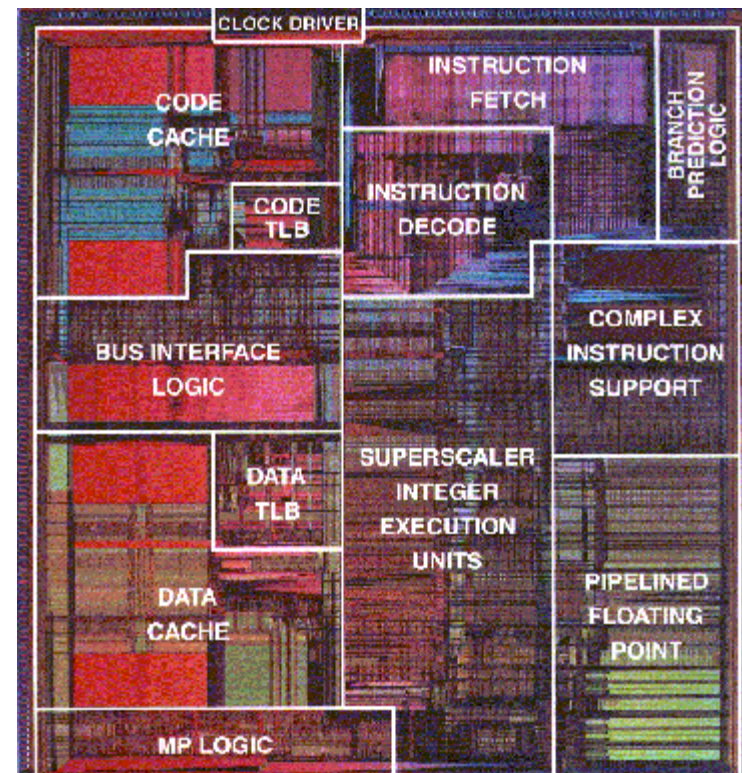 CLOCK DRIVER
CODE
CACHE
INSTRUCTION
FETCH
BRANCH
PREDICTION
LOGIC
CODE
TLB
INSTRUCTION
DECODE
BUS INTERFACE
LOGIC
COMPLEX
INSTRUCTION
SUPPORT
DATA
TLB
SUPERSCALER
INTEGER
EXECUTION
UNITS
DATA
CACHE
PIPELINED
FLOATING
POINT
MP LOGIC